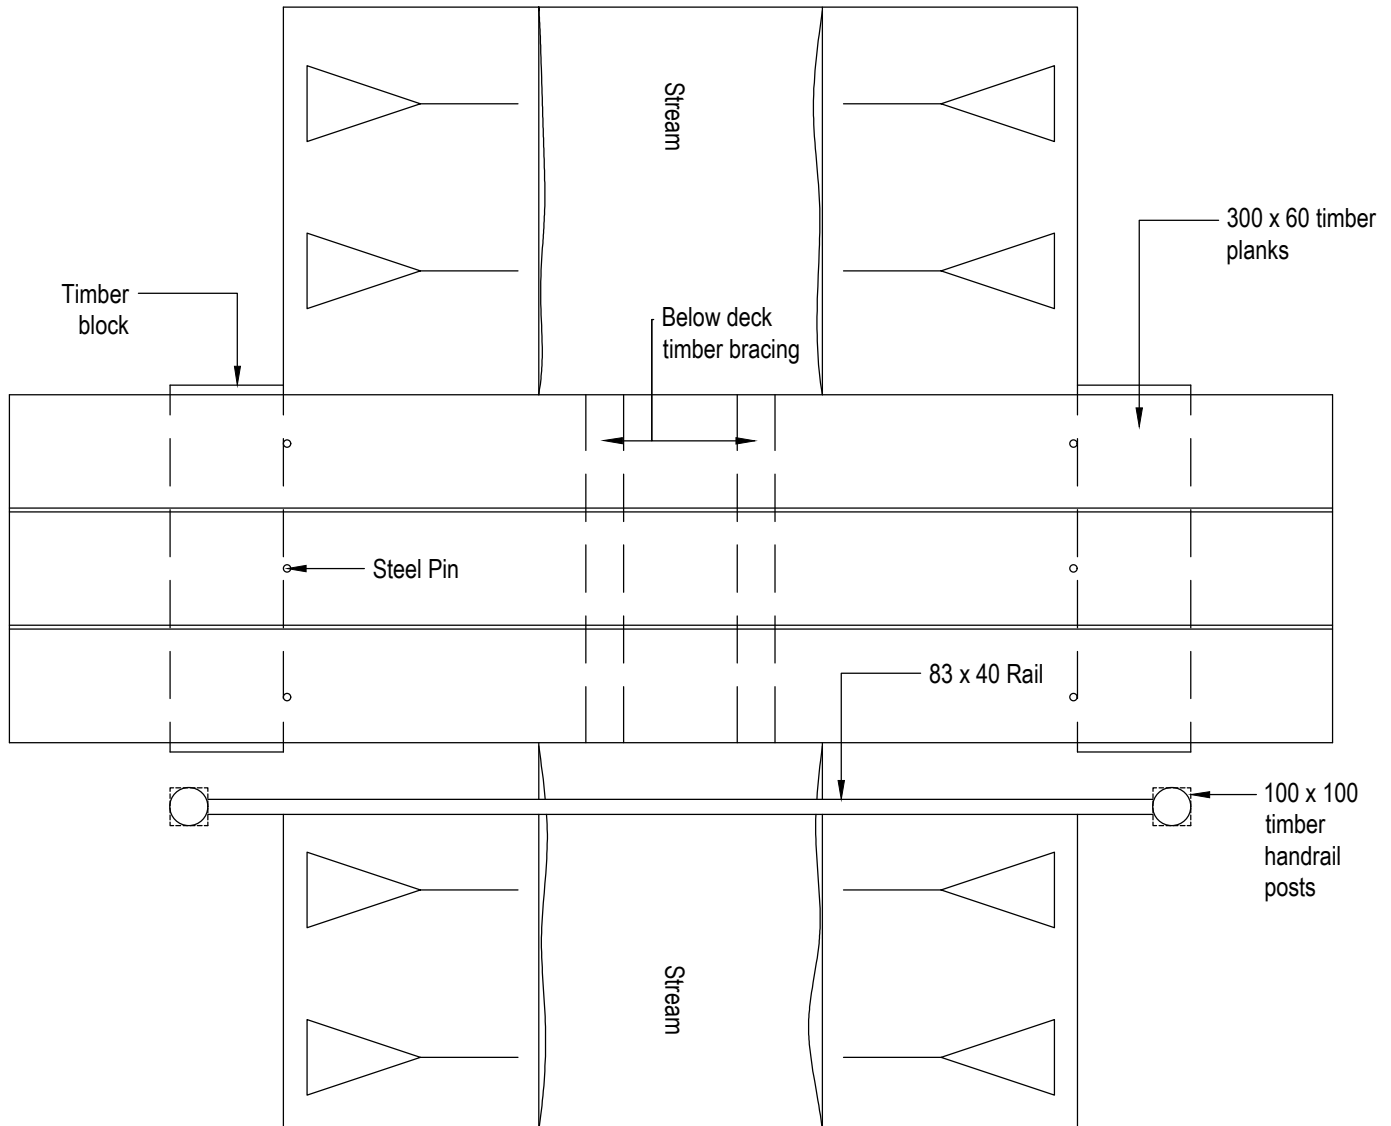 Stream
300 x 60 timber
planks
Timber
block
Below deck
timber bracing
Steel Pin
83 x 40 Rail
100 x 100
timber
handrail
posts
Stream